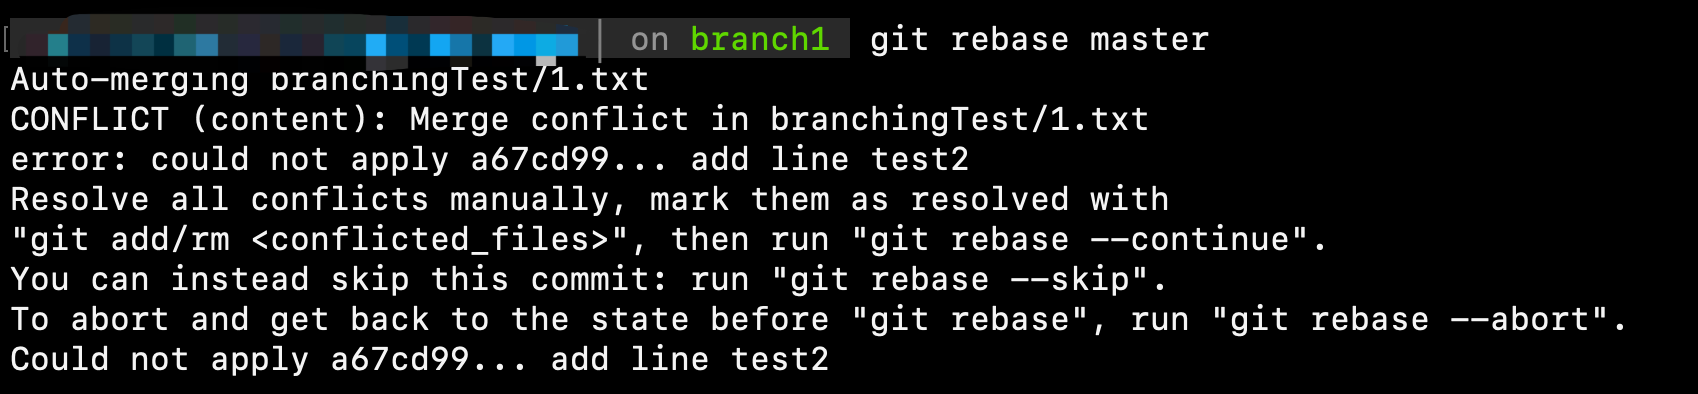 on branch1 git rebase master
Auto-merging branchingTest/1.txt
CONFLICT (content): Merge conflict in branchingTest/1.txt
error: could not apply a67cd99... add line test2
Resolve all conflicts manually, mark them as resolved with
"git add/rm <conflicted_files>", then run "git rebase --continue".
You can instead skip this commit: run "git rebase --skip".
To abort and get back to the state before "git rebase", run "git rebase --abort".
Could not apply a67cd99... add line test2